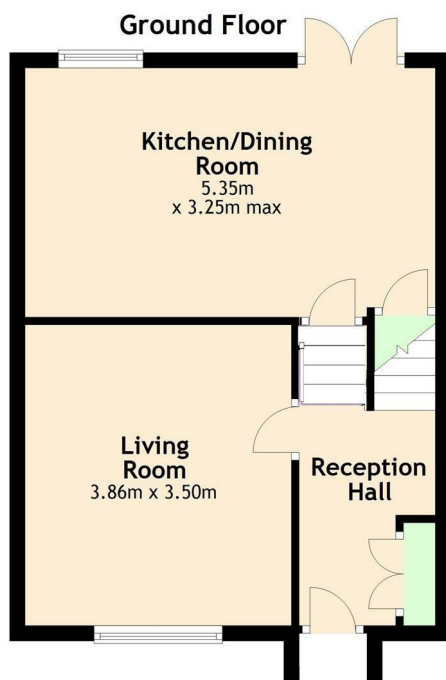 Ground Floor
Kitchen/Dining
Room
5.35m
x 3.25m max
Living
Room
3.86m x 3.50m
Reception
Hall